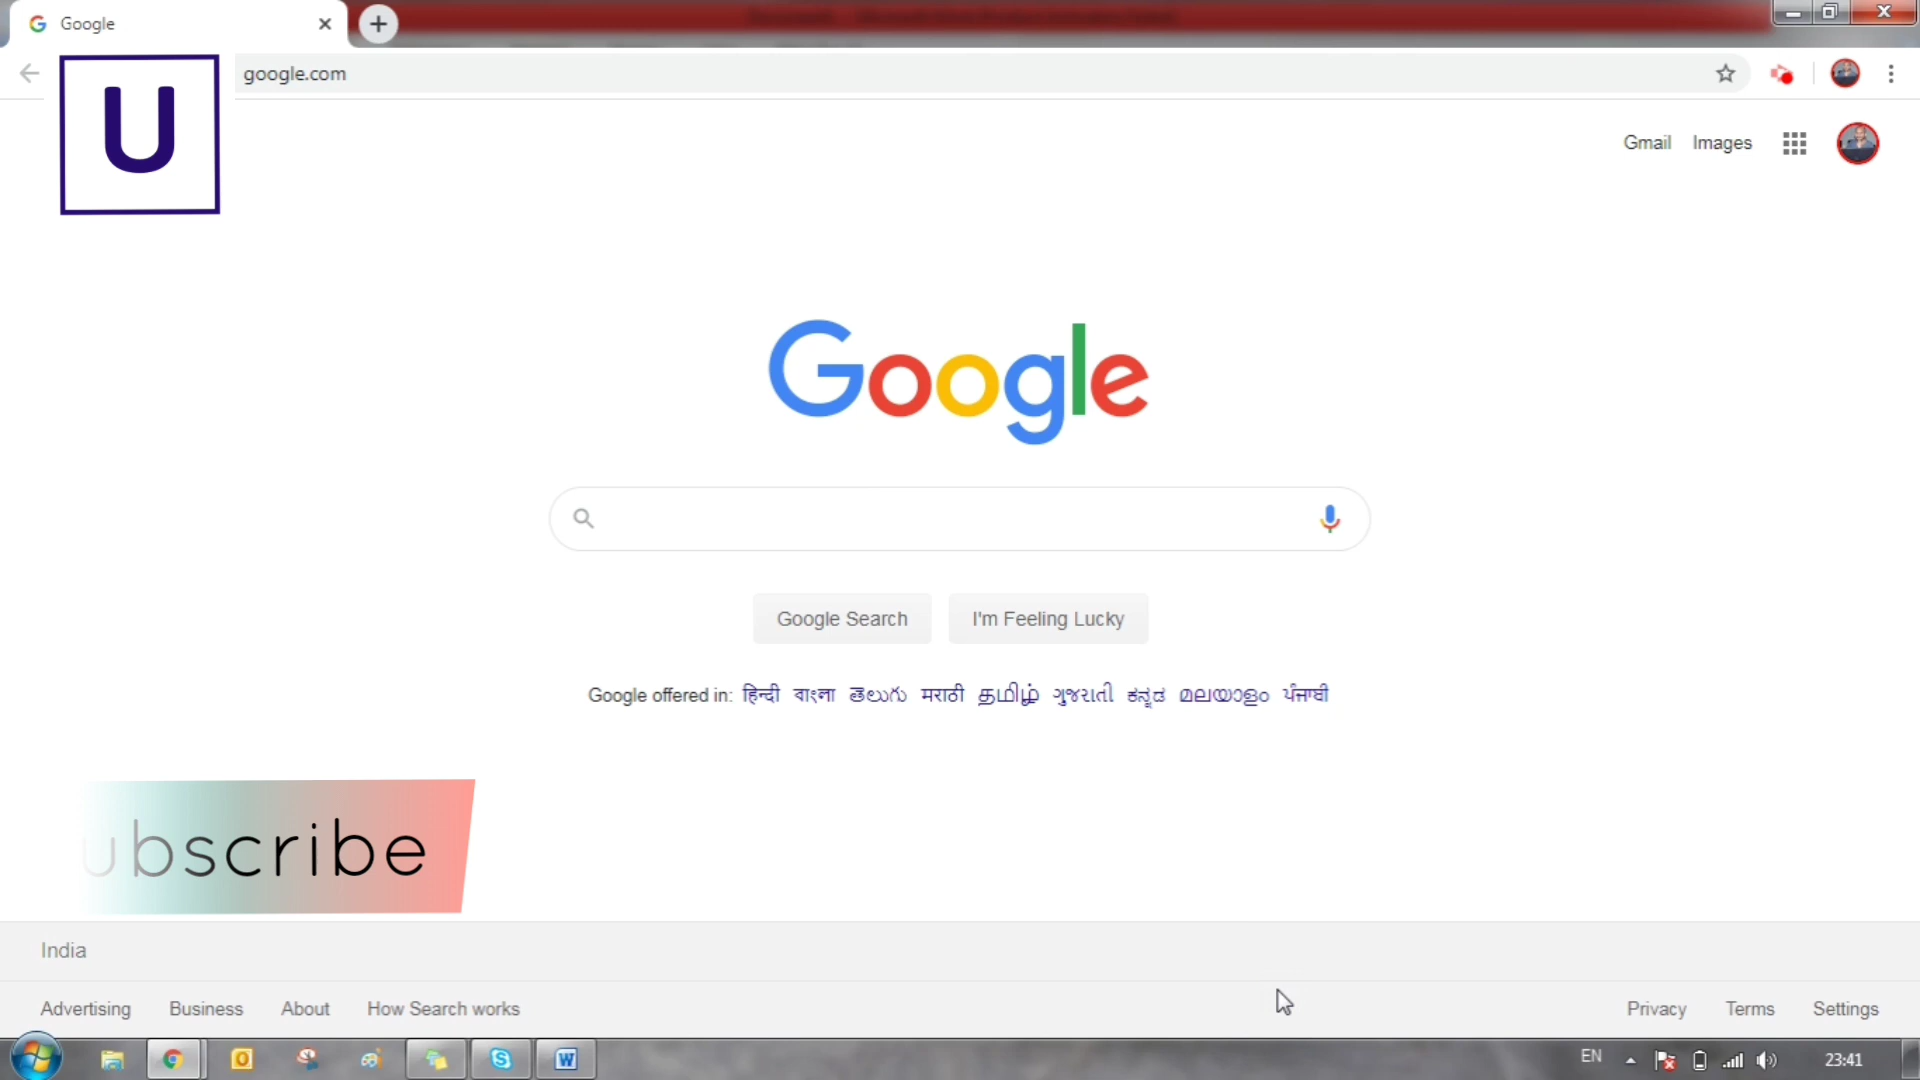 Google
google.com
U
Gmail Images
Google
Google Search I'm Feeling Lucky
Google offered in: हिन्दी বাংলা తెలుగు मराठी தமிழ் ગુજરાતી ಕನ್ನಡ മലയാളം ਪੰਜਾਬੀ
ubscribe
India
Advertising Business About How Search works Privacy Terms Settings
EN 23:41